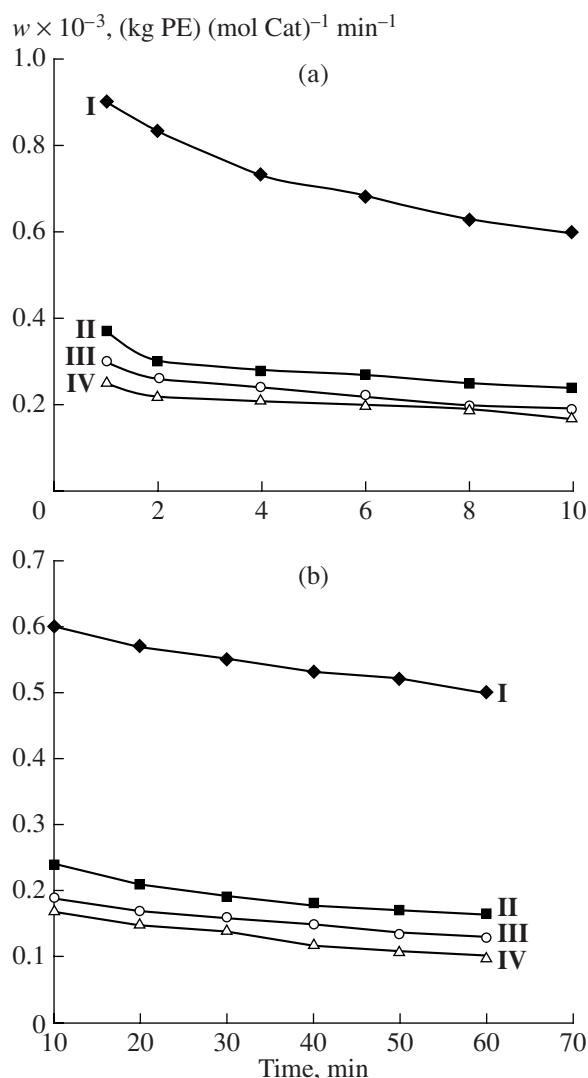 w × 10⁻³, (kg PE) (mol Cat)⁻¹ min⁻¹
1.0
(a)
I
0.8
0.6
0.4
II
III
IV
0.2
0 2 4 6 8 10
0.7
(b)
0.6
I
0.5
0.4
0.3
0.2
II
III
0.1
IV
0
10 20 30 40 50 60 70
Time, min